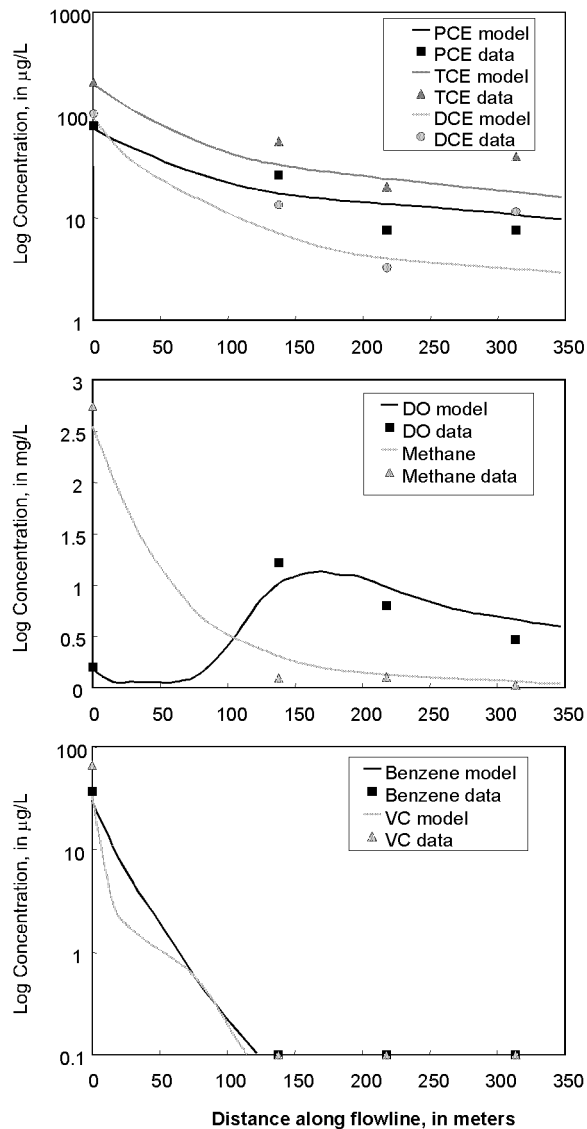 1000
100
10
1
Log Concentration, in µg/L
PCE model
PCE data
TCE model
TCE data
DCE model
DCE data
0 50 100 150 200 250 300 350
3
2.5
2
1.5
1
0.5
0
Log Concentration, in mg/L
DO model
DO data
Methane
Methane data
0 50 100 150 200 250 300 350
100
10
1
0.1
Log Concentration, in µg/L
Benzene model
Benzene data
VC model
VC data
0 50 100 150 200 250 300 350
Distance along flowline, in meters